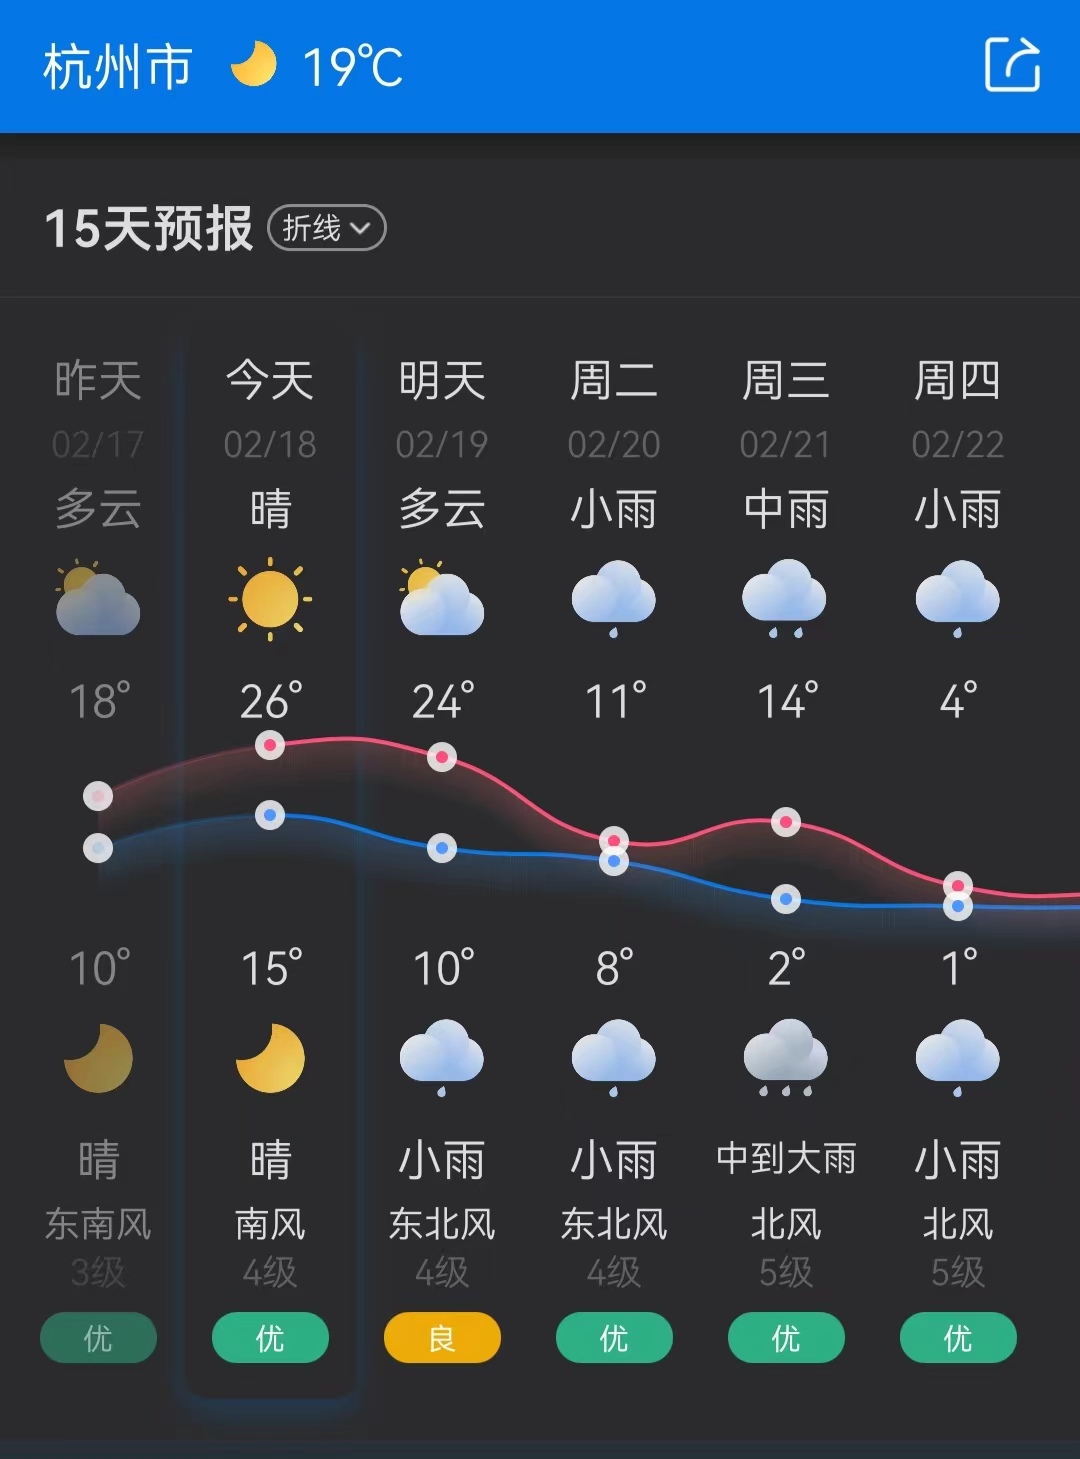 杭州市 19℃
15天预报 折线
昨天 今天 明天 周二 周三 周四
02/17 02/18 02/19 02/20 02/21 02/22
多云 晴 多云 小雨 中雨 小雨
18° 26° 24° 11° 14° 4°
10° 15° 10° 8° 2° 1°
晴 晴 小雨 小雨 中到大雨 小雨
东南风 南风 东北风 东北风 北风 北风
3级 4级 4级 4级 5级 5级
优 优 良 优 优 优